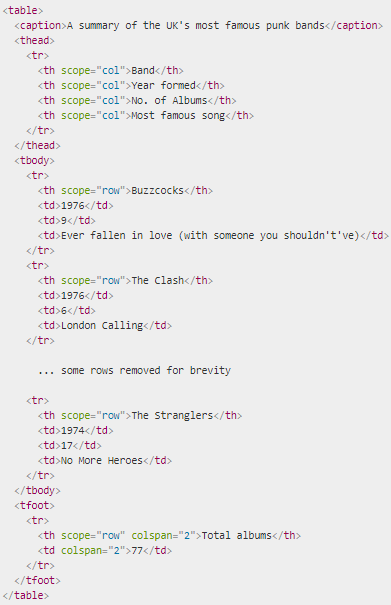 <table>
<caption>A summary of the UK's most famous punk bands</caption>
<thead>
<tr>
<th scope="col">Band</th>
<th scope="col">Year formed</th>
<th scope="col">No. of Albums</th>
<th scope="col">Most famous song</th>
</tr>
</thead>
<tbody>
<tr>
<th scope="row">Buzzcocks</th>
<td>1976</td>
<td>9</td>
<td>Ever fallen in love (with someone you shouldn't've)</td>
</tr>
<tr>
<th scope="row">The Clash</th>
<td>1976</td>
<td>6</td>
<td>London Calling</td>
</tr>
... some rows removed for brevity
<tr>
<th scope="row">The Stranglers</th>
<td>1974</td>
<td>17</td>
<td>No More Heroes</td>
</tr>
</tbody>
<tfoot>
<tr>
<th scope="row" colspan="2">Total albums</th>
<td colspan="2">77</td>
</tr>
</tfoot>
</table>